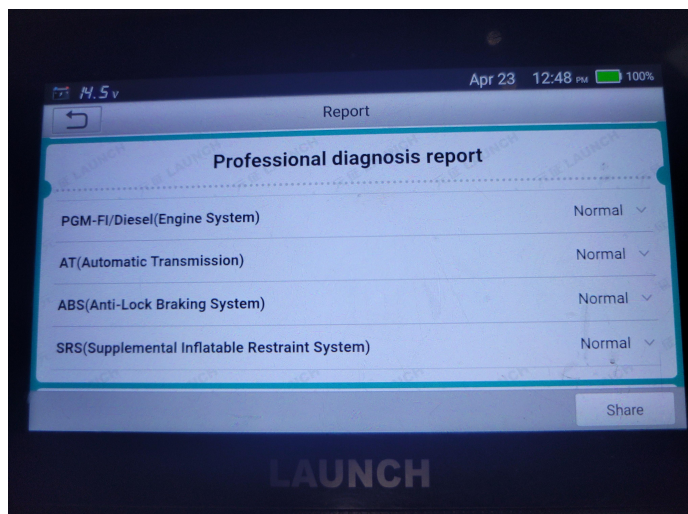 14.5 v Apr 23 12:48 PM 100%
Report
Professional diagnosis report
PGM-FI/Diesel(Engine System) Normal
AT(Automatic Transmission) Normal
ABS(Anti-Lock Braking System) Normal
SRS(Supplemental Inflatable Restraint System) Normal
Share
LAUNCH